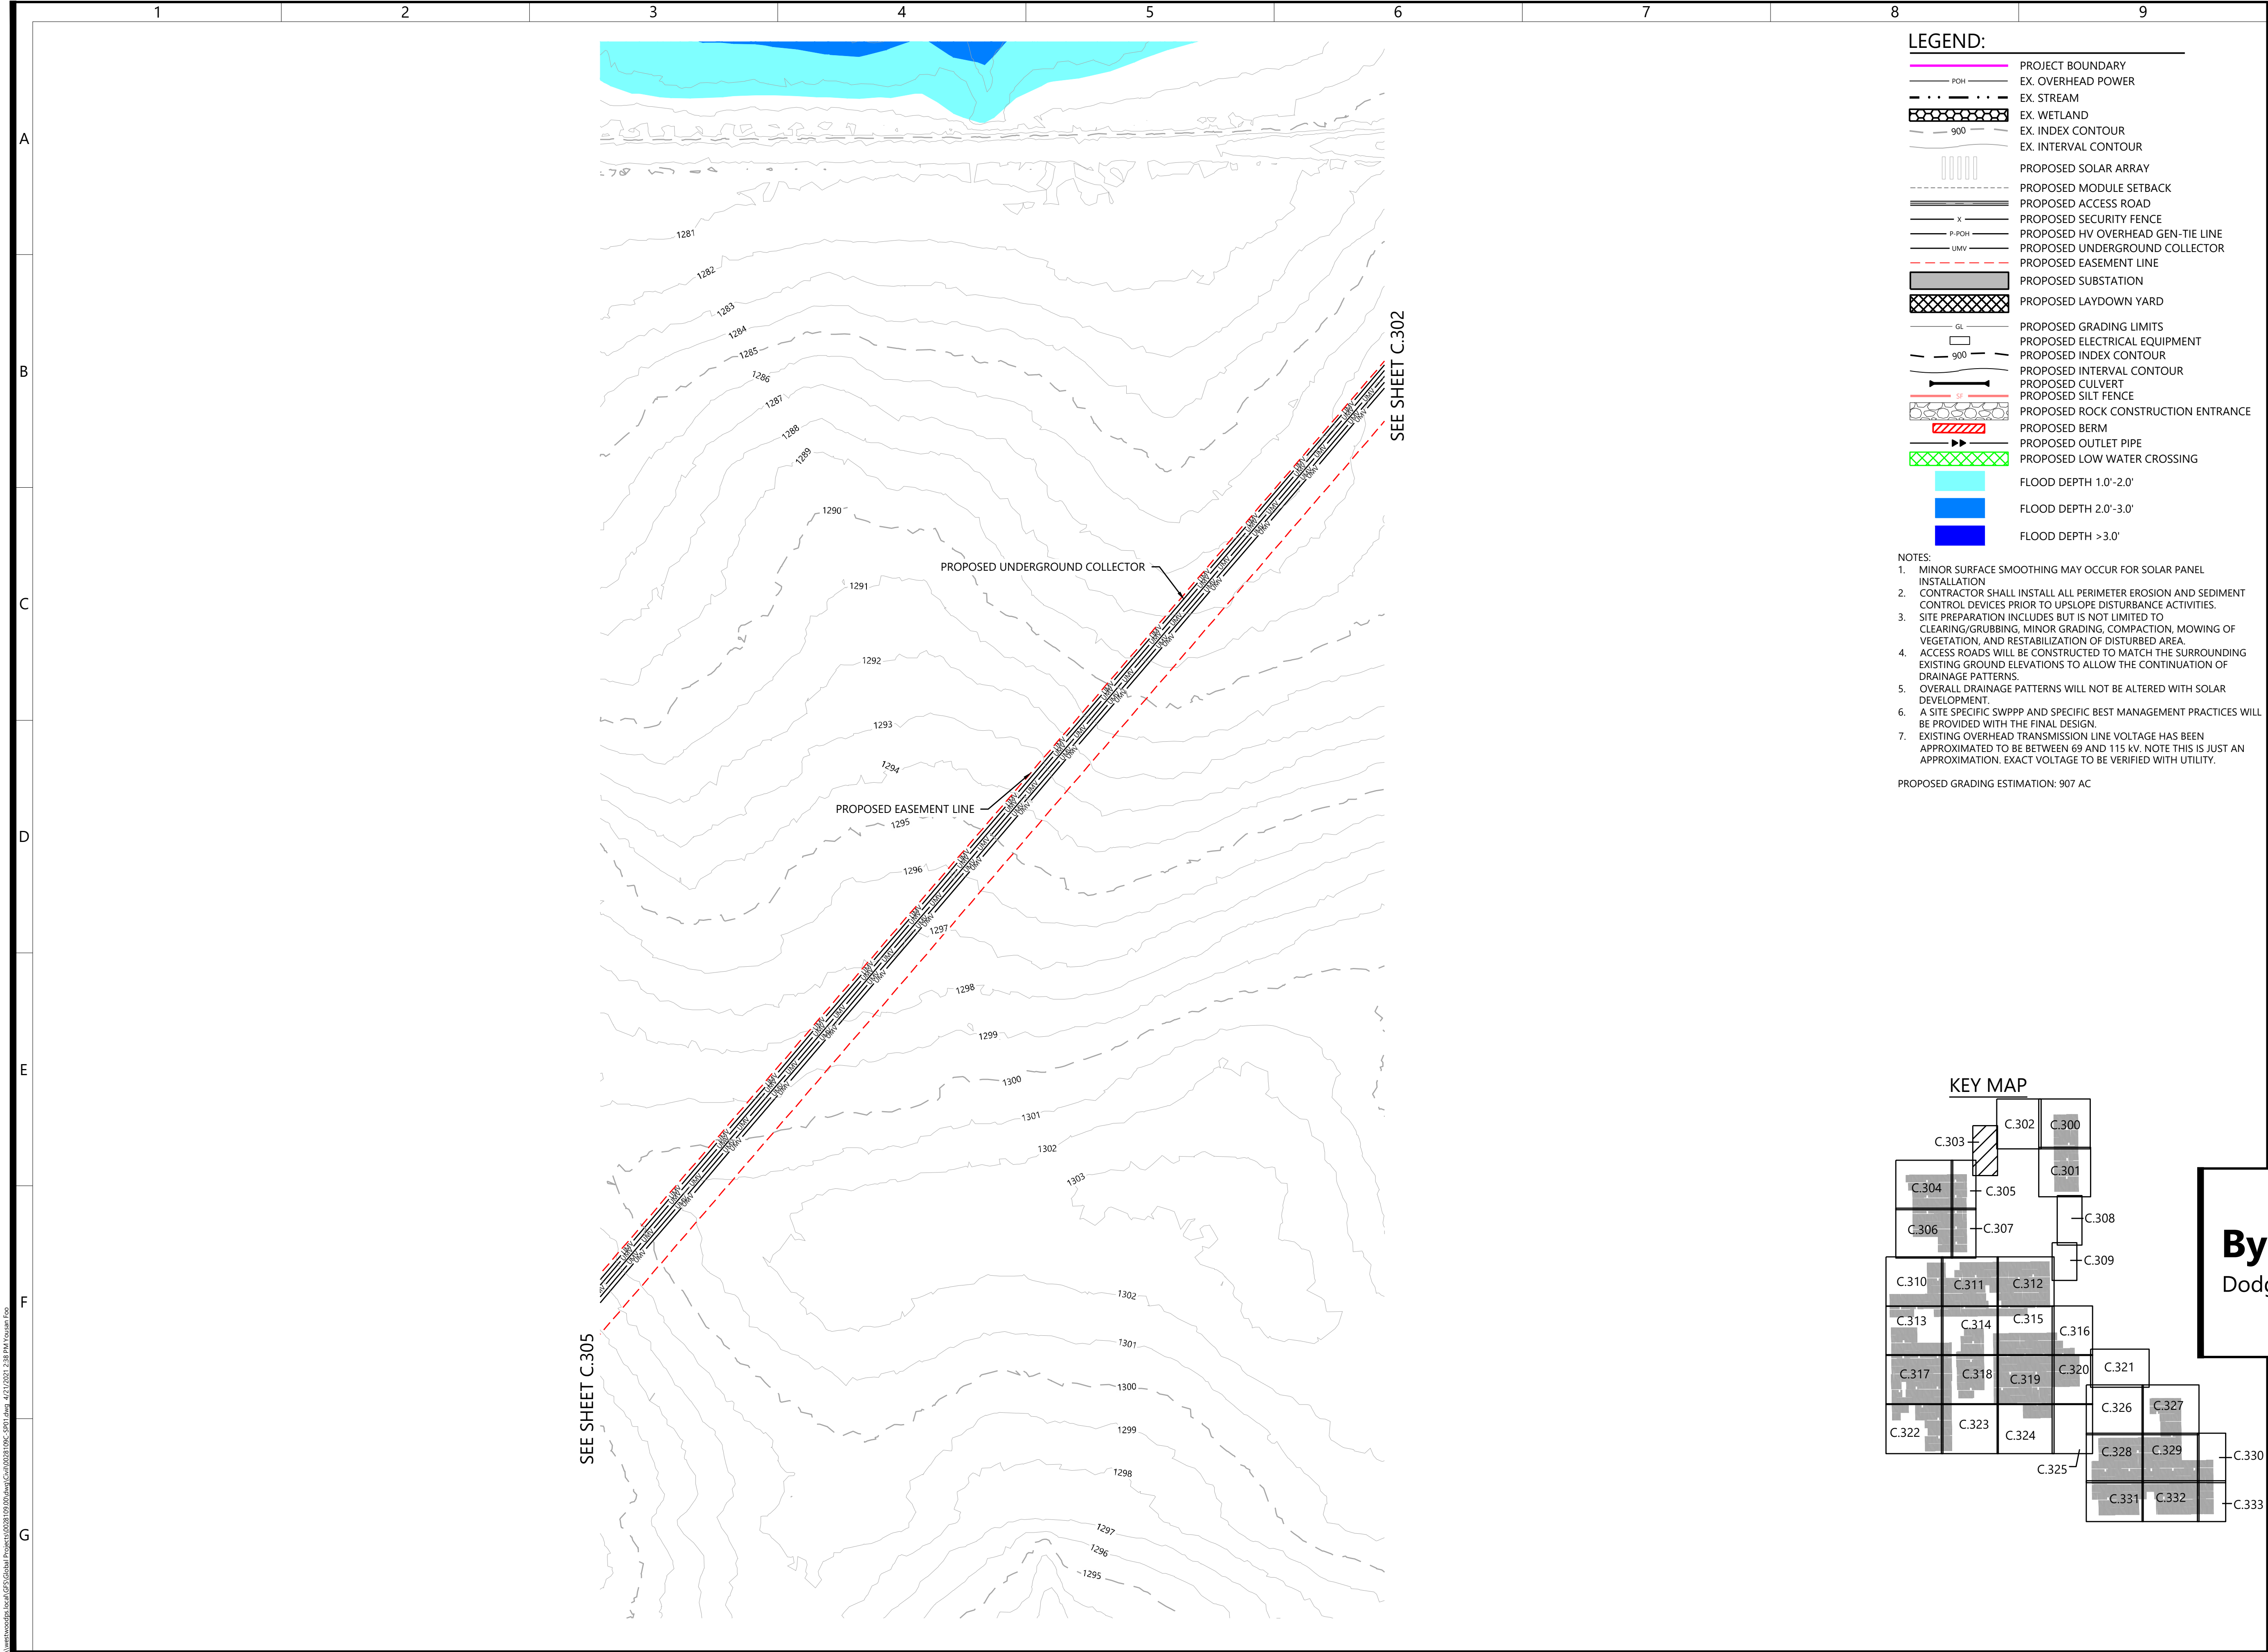 1 2 3 4 5 6 7 8 9
A
B
C
D
E
F
G
1281
1282
1283
1284
1285
1286
1287
1288
1289
1290
1291
1292
1293
1294
1295
1296
1297
1298
1299
1300
1301
1302
1303
1302
1301
1300
1299
1298
1297
1296
1295
SEE SHEET C.302
PROPOSED UNDERGROUND COLLECTOR
PROPOSED EASEMENT LINE
UMV
SEE SHEET C.305
LEGEND:
PROJECT BOUNDARY
POH EX. OVERHEAD POWER
EX. STREAM
EX. WETLAND
900 EX. INDEX CONTOUR
EX. INTERVAL CONTOUR
PROPOSED SOLAR ARRAY
PROPOSED MODULE SETBACK
PROPOSED ACCESS ROAD
X PROPOSED SECURITY FENCE
P-POH PROPOSED HV OVERHEAD GEN-TIE LINE
UMV PROPOSED UNDERGROUND COLLECTOR
PROPOSED EASEMENT LINE
PROPOSED SUBSTATION
PROPOSED LAYDOWN YARD
GL PROPOSED GRADING LIMITS
PROPOSED ELECTRICAL EQUIPMENT
900 PROPOSED INDEX CONTOUR
PROPOSED INTERVAL CONTOUR
PROPOSED CULVERT
SF PROPOSED SILT FENCE
PROPOSED ROCK CONSTRUCTION ENTRANCE
PROPOSED BERM
PROPOSED OUTLET PIPE
PROPOSED LOW WATER CROSSING
FLOOD DEPTH 1.0'-2.0'
FLOOD DEPTH 2.0'-3.0'
FLOOD DEPTH >3.0'
NOTES:
1. MINOR SURFACE SMOOTHING MAY OCCUR FOR SOLAR PANEL
INSTALLATION
2. CONTRACTOR SHALL INSTALL ALL PERIMETER EROSION AND SEDIMENT
CONTROL DEVICES PRIOR TO UPSLOPE DISTURBANCE ACTIVITIES.
3. SITE PREPARATION INCLUDES BUT IS NOT LIMITED TO
CLEARING/GRUBBING, MINOR GRADING, COMPACTION, MOWING OF
VEGETATION, AND RESTABILIZATION OF DISTURBED AREA.
4. ACCESS ROADS WILL BE CONSTRUCTED TO MATCH THE SURROUNDING
EXISTING GROUND ELEVATIONS TO ALLOW THE CONTINUATION OF
DRAINAGE PATTERNS.
5. OVERALL DRAINAGE PATTERNS WILL NOT BE ALTERED WITH SOLAR
DEVELOPMENT.
6. A SITE SPECIFIC SWPPP AND SPECIFIC BEST MANAGEMENT PRACTICES WILL
BE PROVIDED WITH THE FINAL DESIGN.
7. EXISTING OVERHEAD TRANSMISSION LINE VOLTAGE HAS BEEN
APPROXIMATED TO BE BETWEEN 69 AND 115 kV. NOTE THIS IS JUST AN
APPROXIMATION. EXACT VOLTAGE TO BE VERIFIED WITH UTILITY.
PROPOSED GRADING ESTIMATION: 907 AC
KEY MAP
C.302 C.300
C.303
C.301
C.304 C.305
C.306 C.307
C.308
C.309
C.310 C.311 C.312
C.313 C.314 C.315 C.316
C.317 C.318 C.319 C.320 C.321
C.322 C.323 C.324
C.325
C.326 C.327
C.328 C.329 C.330
C.331 C.332 C.333
By
Dodg